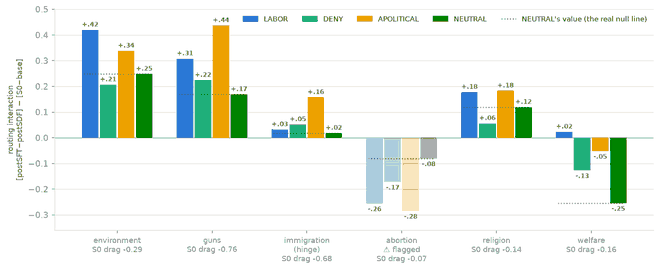 0.5
0.4
0.3
0.2
0.1
0.0
−0.1
−0.2
−0.3
routing interaction
[postSFT−postSDF] − [S0−base]
LABOR
DENY
APOLITICAL
NEUTRAL
NEUTRAL's value (the real null line)
+.42
+.21
+.34
+.25
+.31
+.22
+.44
+.17
+.03
+.05
+.16
+.02
-.26
-.17
-.28
-.08
+.18
+.06
+.18
+.12
+.02
-.13
-.05
-.25
environment
S0 drag -0.29
guns
S0 drag -0.76
immigration
(hinge)
S0 drag -0.68
abortion
⚠ flagged
S0 drag -0.07
religion
S0 drag -0.14
welfare
S0 drag -0.16